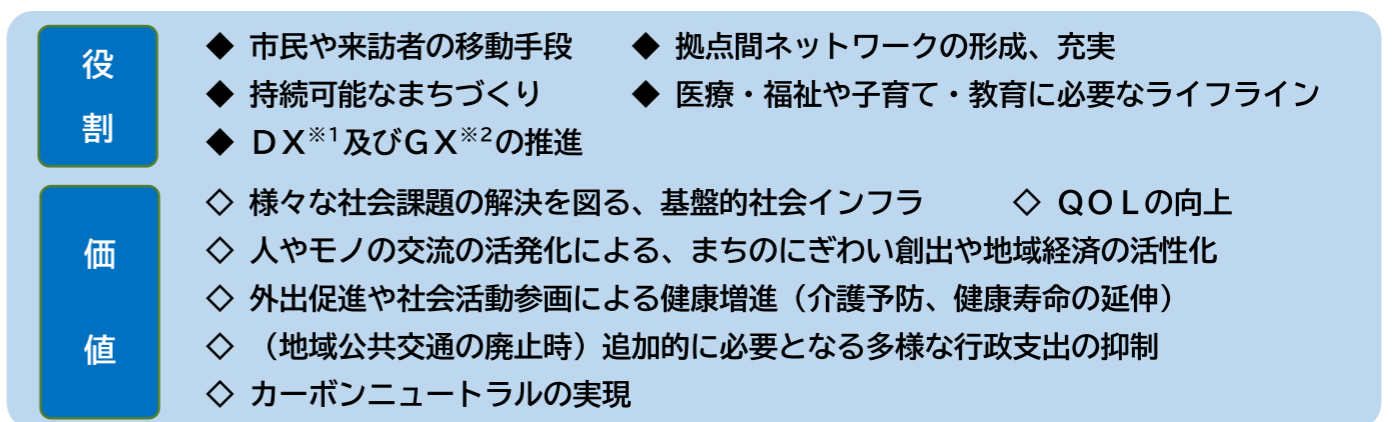 役割
◆ 市民や来訪者の移動手段 ◆ 拠点間ネットワークの形成、充実
◆ 持続可能なまちづくり ◆ 医療・福祉や子育て・教育に必要なライフライン
◆ ＤＸ※1及びＧＸ※2の推進
価値
◇ 様々な社会課題の解決を図る、基盤的社会インフラ ◇ ＱＯＬの向上
◇ 人やモノの交流の活発化による、まちのにぎわい創出や地域経済の活性化
◇ 外出促進や社会活動参画による健康増進（介護予防、健康寿命の延伸）
◇ （地域公共交通の廃止時）追加的に必要となる多様な行政支出の抑制
◇ カーボンニュートラルの実現